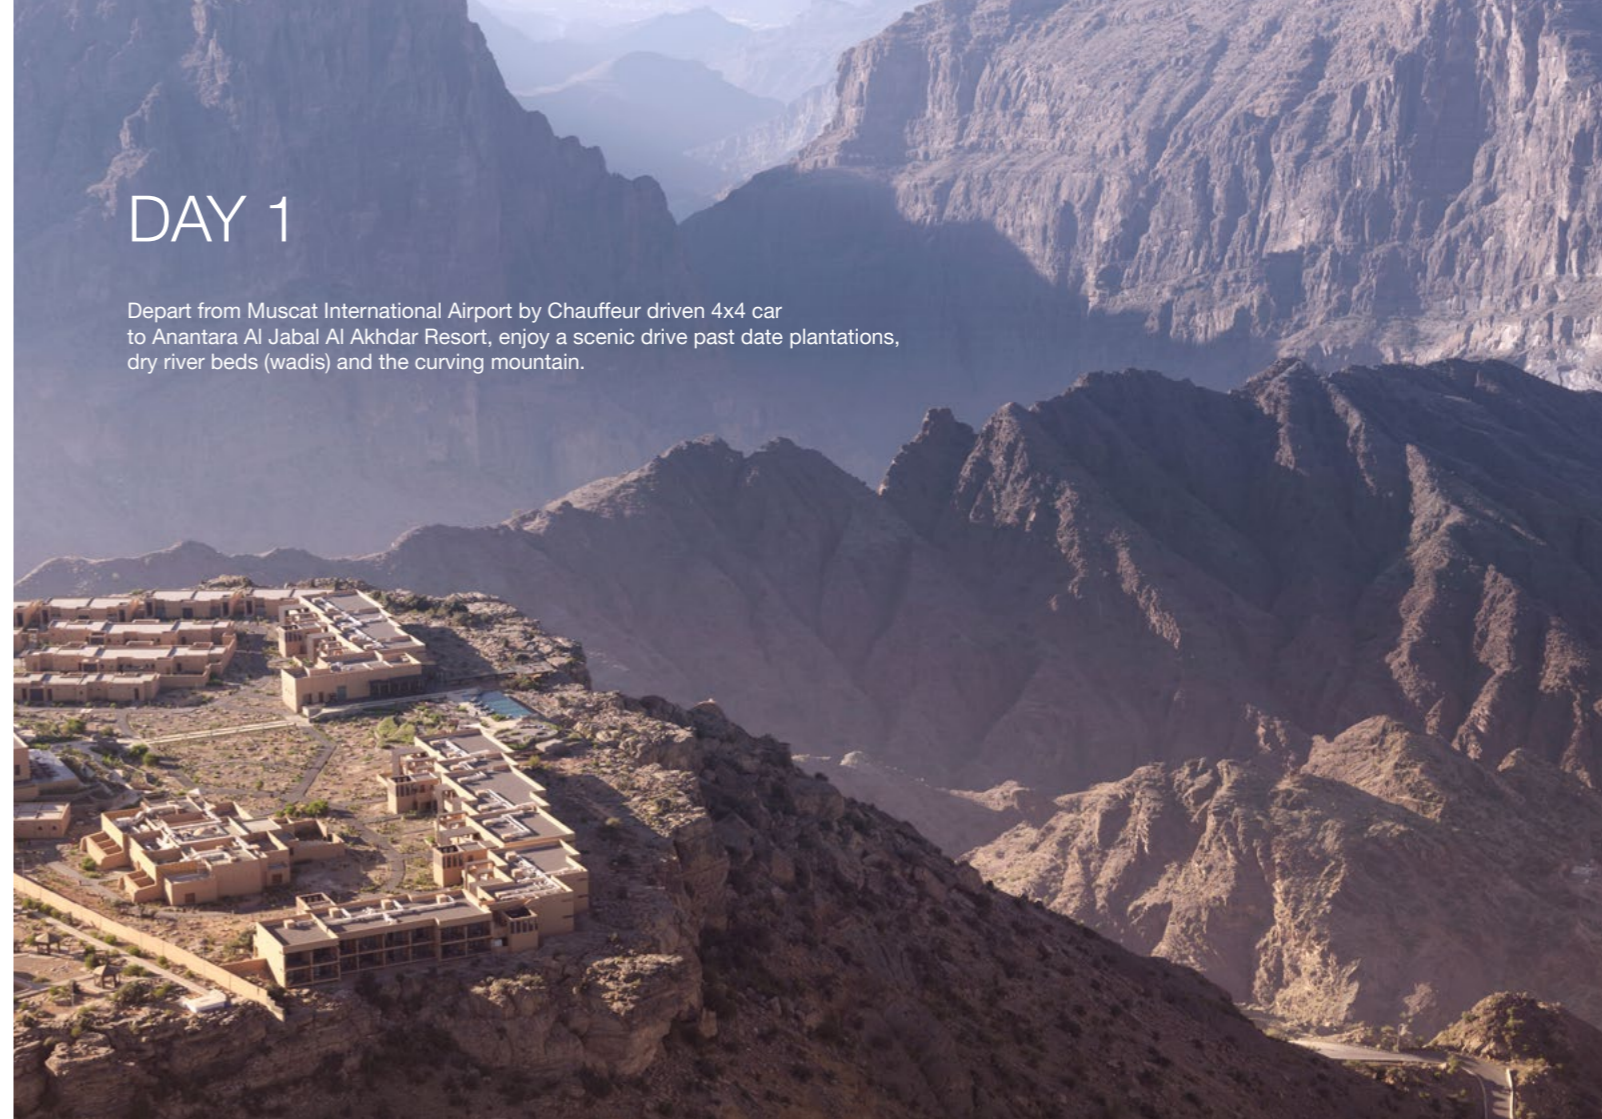 DAY 1
Depart from Muscat International Airport by Chauffeur driven 4x4 car
to Anantara Al Jabal Al Akhdar Resort, enjoy a scenic drive past date plantations,
dry river beds (wadis) and the curving mountain.